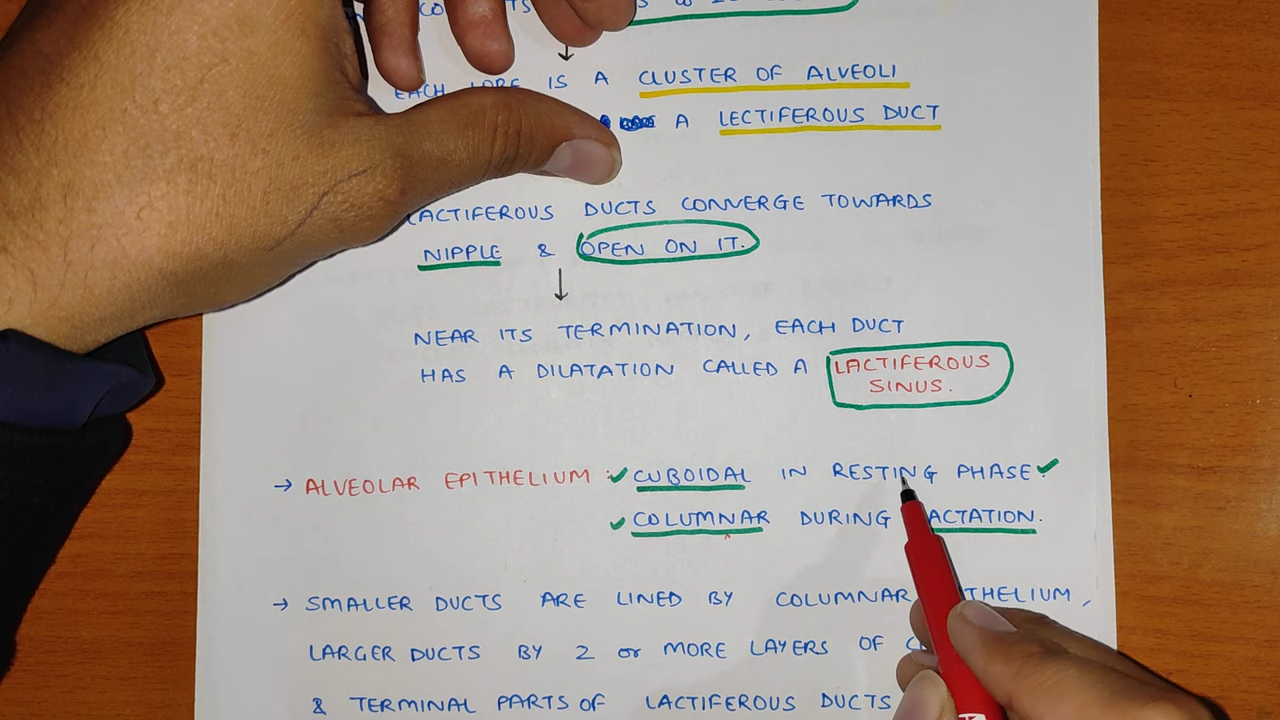 EACH LOBE IS A CLUSTER OF ALVEOLI
A LECTIFEROUS DUCT
LACTIFEROUS DUCTS CONVERGE TOWARDS
NIPPLE & OPEN ON IT.
NEAR ITS TERMINATION, EACH DUCT
HAS A DILATATION CALLED A LACTIFEROUS
SINUS.
→ ALVEOLAR EPITHELIUM :- CUBOIDAL IN RESTING PHASE
COLUMNAR DURING LACTATION.
→ SMALLER DUCTS ARE LINED BY COLUMNAR EPITHELIUM,
LARGER DUCTS BY 2 or MORE LAYERS OF
& TERMINAL PARTS OF LACTIFEROUS DUCTS